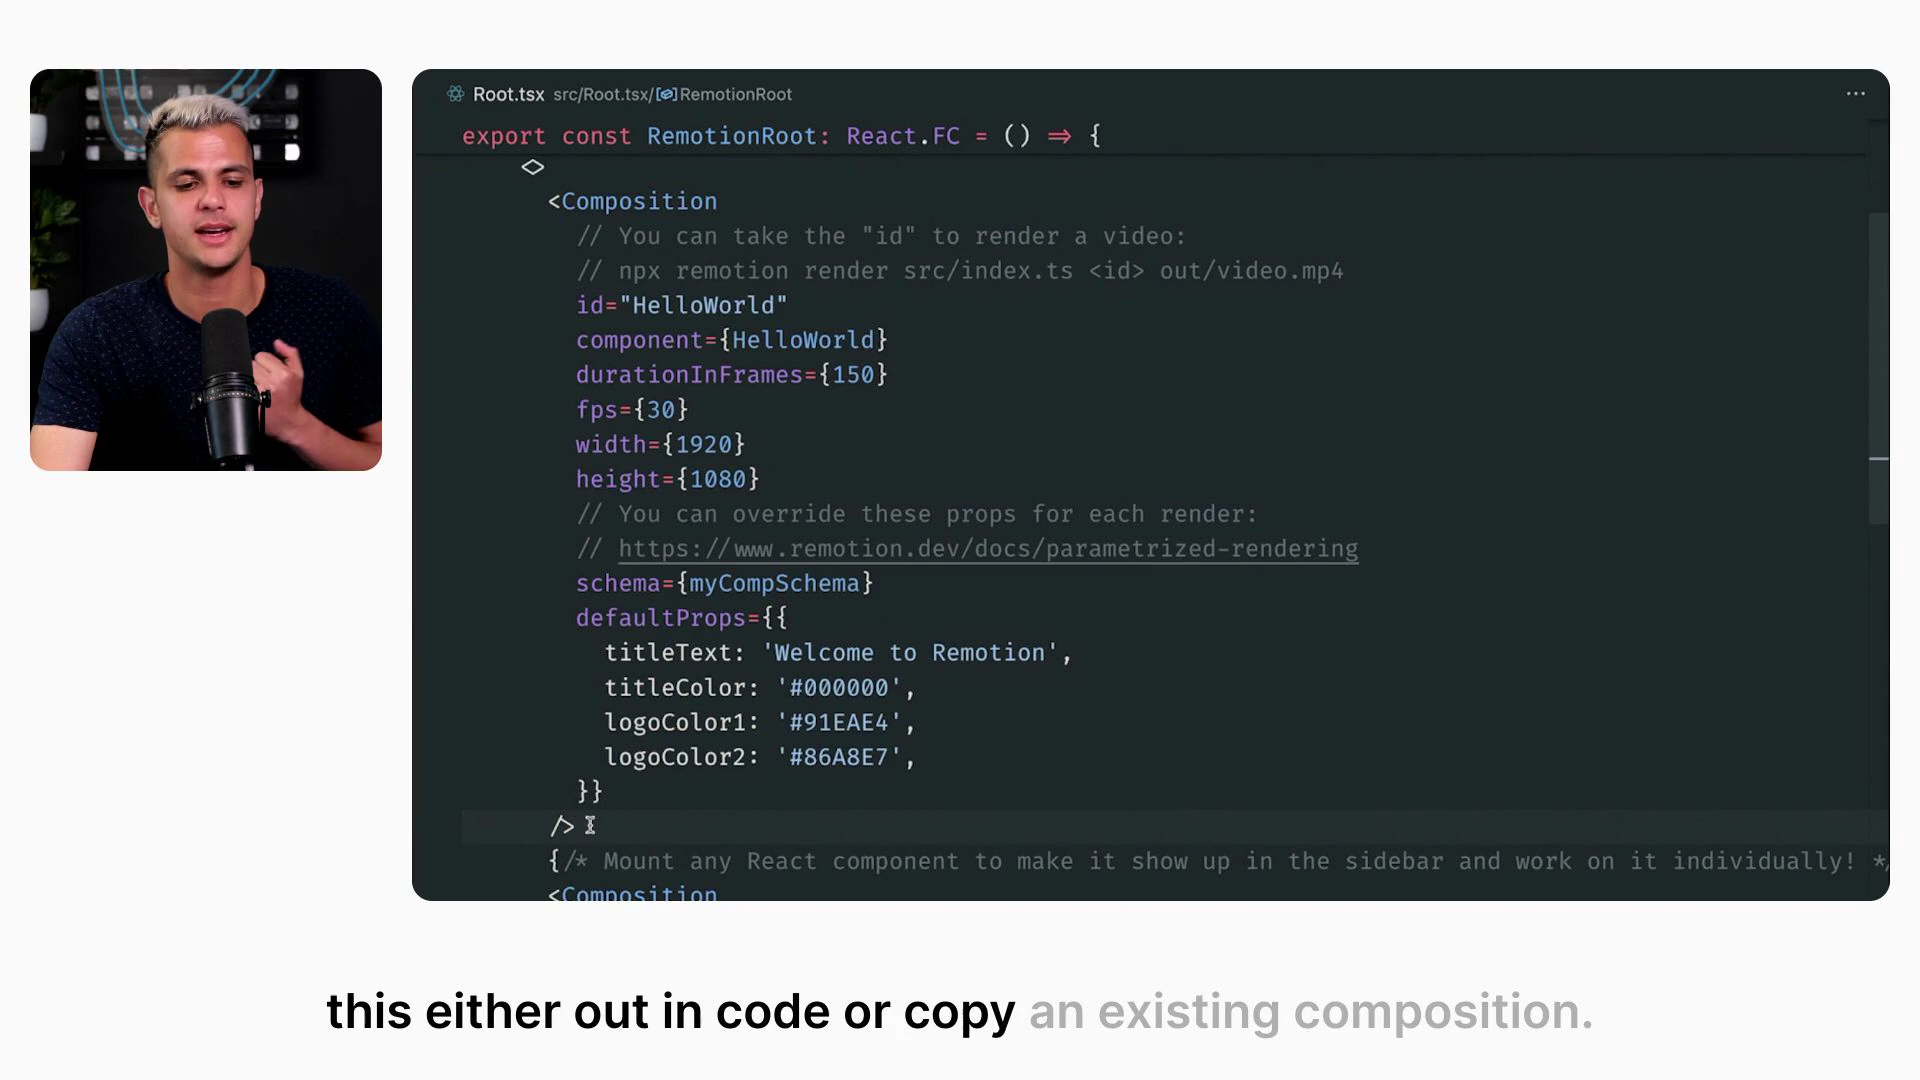 Root.tsx src/Root.tsx/RemotionRoot ...
export const RemotionRoot: React.FC = () => {
<>
<Composition
// You can take the "id" to render a video:
// npx remotion render src/index.ts <id> out/video.mp4
id="HelloWorld"
component={HelloWorld}
durationInFrames={150}
fps={30}
width={1920}
height={1080}
// You can override these props for each render:
// https://www.remotion.dev/docs/parametrized-rendering
schema={myCompSchema}
defaultProps={{
titleText: 'Welcome to Remotion',
titleColor: '#000000',
logoColor1: '#91EAE4',
logoColor2: '#86A8E7',
}}
/>
{/* Mount any React component to make it show up in the sidebar and work on it individually! */
<Composition
this either out in code or copy an existing composition.